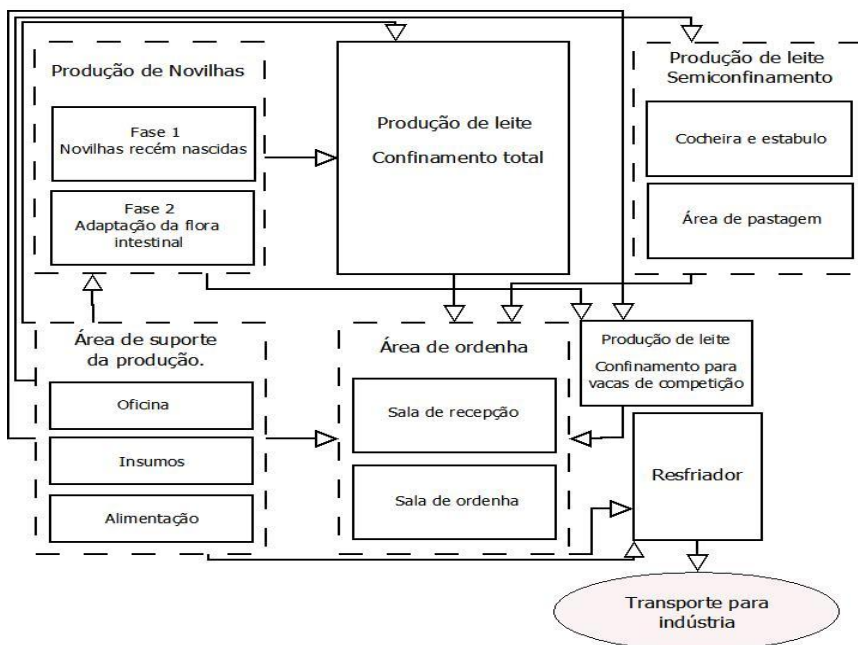 Produção de Novilhas
Fase 1
Novilhas recém nascidas
Fase 2
Adaptação da flora
intestinal
Produção de leite
Confinamento total
Produção de leite
Semiconfinamento
Cocheira e estabulo
Área de pastagem
Área de suporte
da produção.
Oficina
Insumos
Alimentação
Área de ordenha
Sala de recepção
Sala de ordenha
Produção de leite
Confinamento para
vacas de competição
Resfriador
Transporte para
indústria